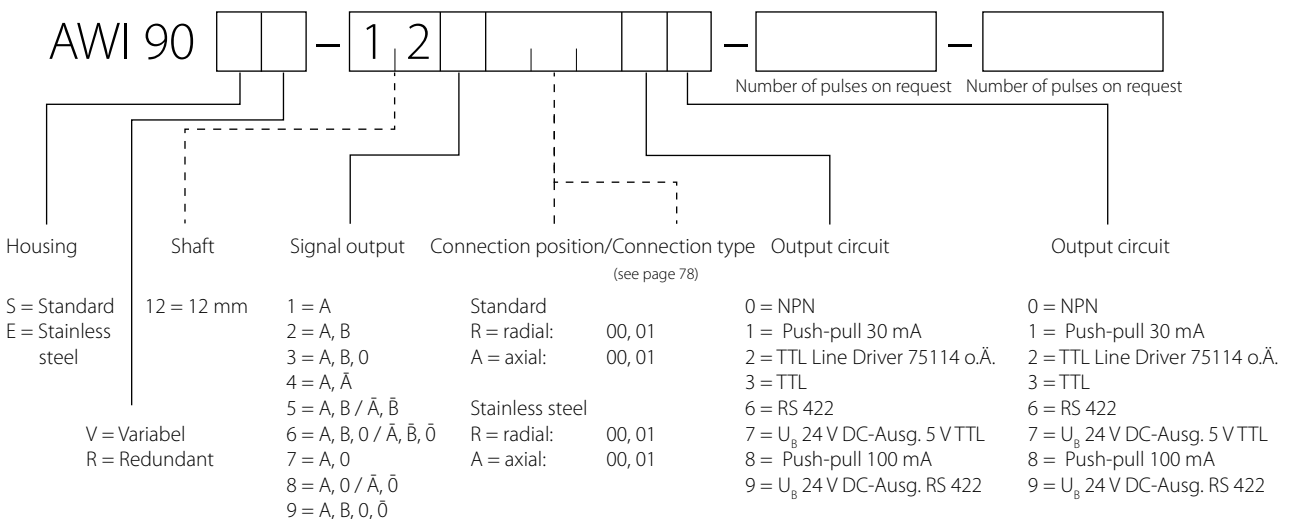 AWI 90 – 1 2 – –
Number of pulses on request Number of pulses on request
Housing Shaft Signal output Connection position/Connection type Output circuit Output circuit
(see page 78)
S = Standard 12 = 12 mm 1 = A Standard 0 = NPN 0 = NPN
E = Stainless 2 = A, B R = radial: 00, 01 1 = Push-pull 30 mA 1 = Push-pull 30 mA
steel 3 = A, B, 0 A = axial: 00, 01 2 = TTL Line Driver 75114 o.Ä. 2 = TTL Line Driver 75114 o.Ä.
4 = A, Ā 3 = TTL 3 = TTL
5 = A, B / Ā, B̄ Stainless steel 6 = RS 422 6 = RS 422
V = Variabel 6 = A, B, 0 / Ā, B̄, 0̄ R = radial: 00, 01 7 = U_B 24 V DC-Ausg. 5 V TTL 7 = U_B 24 V DC-Ausg. 5 V TTL
R = Redundant 7 = A, 0 A = axial: 00, 01 8 = Push-pull 100 mA 8 = Push-pull 100 mA
8 = A, 0 / Ā, 0̄ 9 = U_B 24 V DC-Ausg. RS 422 9 = U_B 24 V DC-Ausg. RS 422
9 = A, B, 0, 0̄